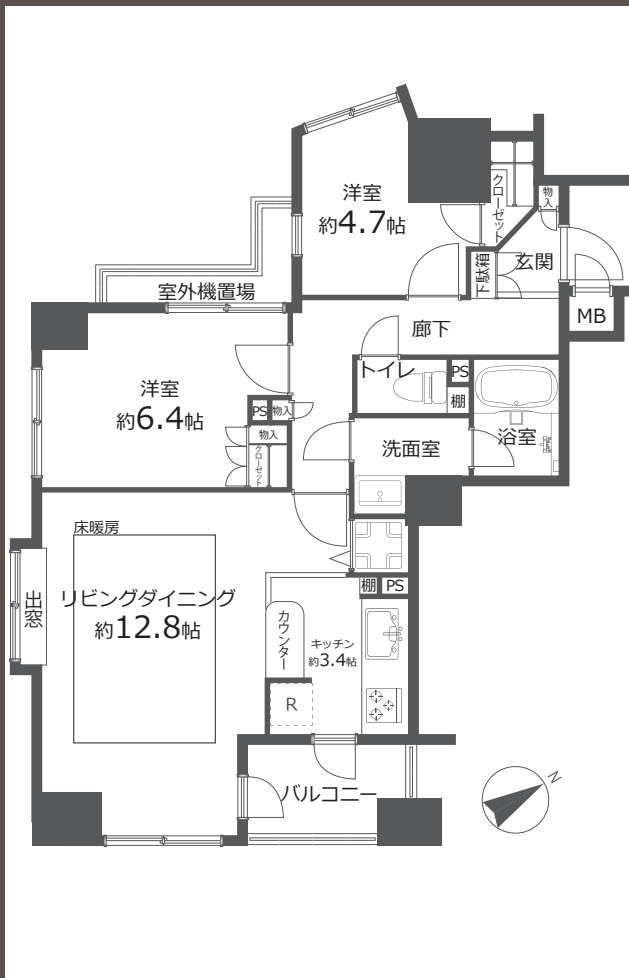 洋室
約4.7帖
クローゼット
物入
玄関
下駄箱
室外機置場
MB
廊下
洋室
約6.4帖
トイレ
PS
棚
浴室
PS
物入
物入
クローゼット
洗面室
床暖房
出窓
リビングダイニング
約12.8帖
棚
PS
カウンター
キッチン
約3.4帖
R
バルコニー
N